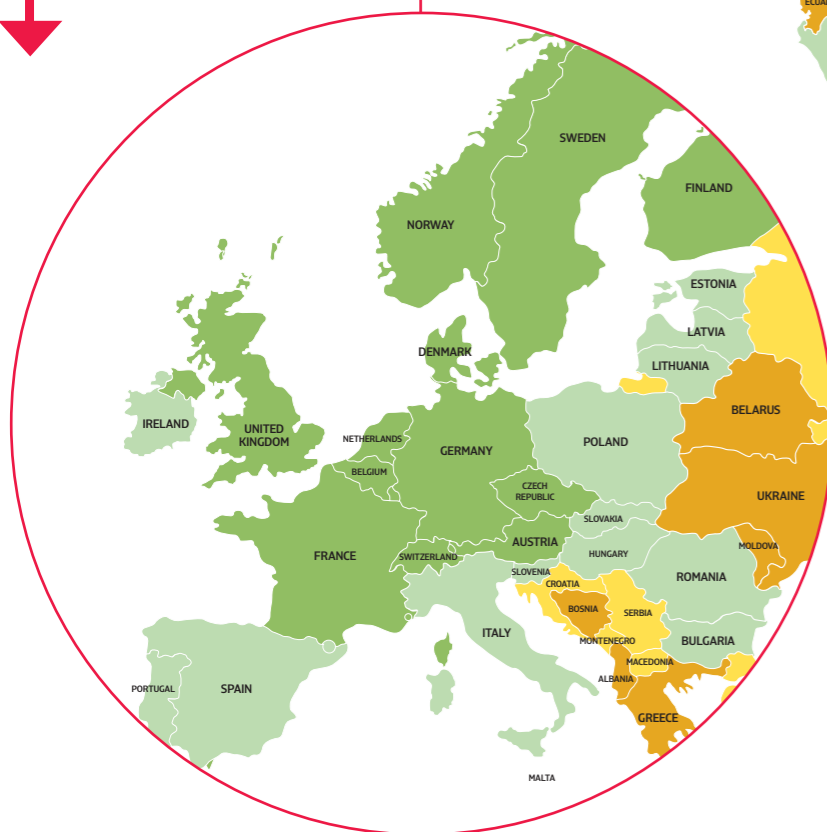 SWEDEN
FINLAND
NORWAY
ESTONIA
LATVIA
DENMARK
LITHUANIA
BELARUS
IRELAND
UNITED
KINGDOM
NETHERLANDS
GERMANY
POLAND
BELGIUM
CZECH
REPUBLIC
UKRAINE
SLOVAKIA
FRANCE
SWITZERLAND
AUSTRIA
HUNGARY
MOLDOVA
SLOVENIA
ROMANIA
CROATIA
BOSNIA
SERBIA
ITALY
MONTENEGRO
BULGARIA
MACEDONIA
PORTUGAL
SPAIN
ALBANIA
GREECE
MALTA